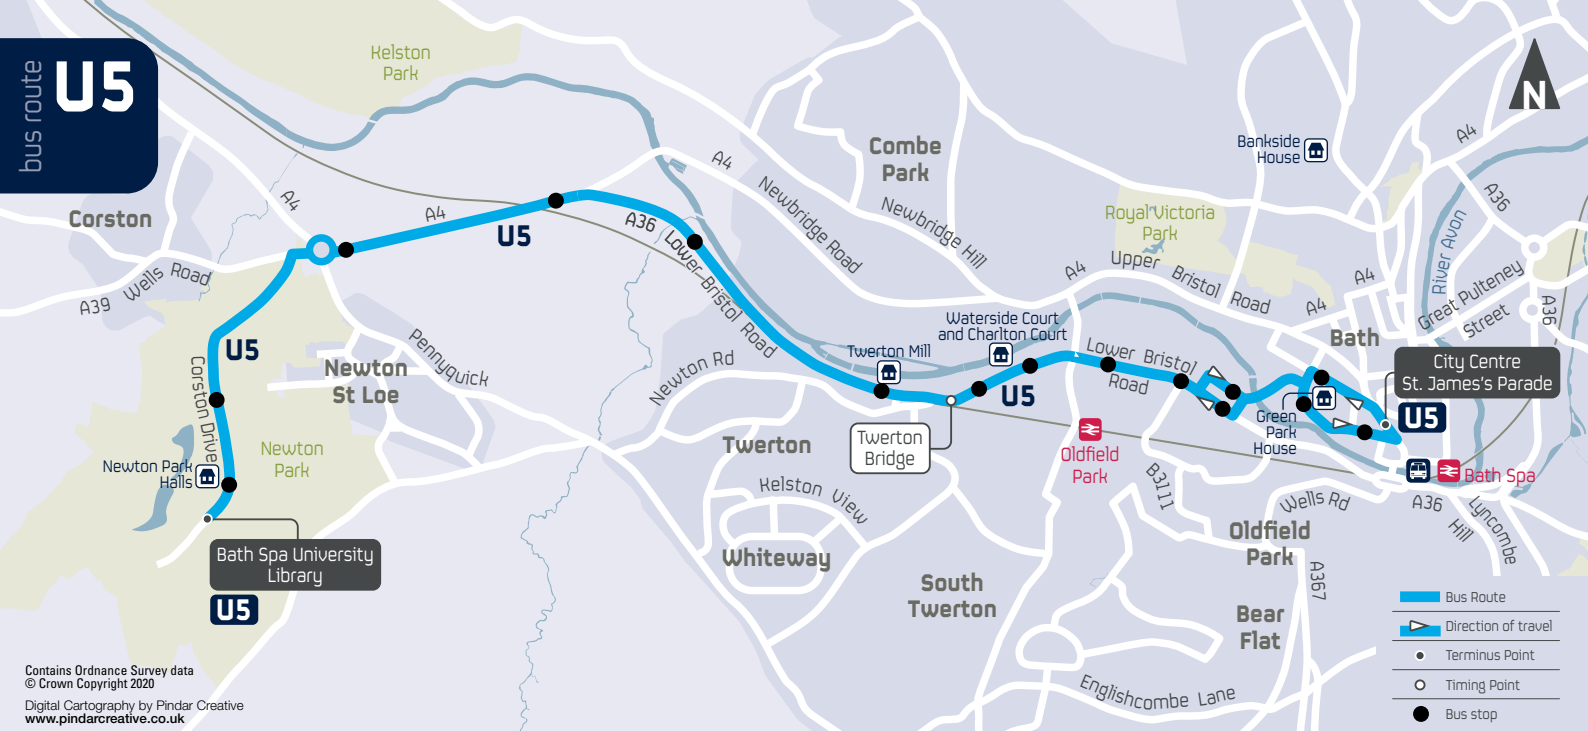 bus route
U5
Kelston
Park
Corston
A4
A4
A39
Wells Road
U5
A36
Lower Bristol Road
A4
Newbridge Road
Newbridge Hill
Combe
Park
Bankside
House
N
A4
A36
Royal Victoria
Park
River Avon
A4
Upper Bristol Road
A4
A4
Great Pulteney
Street
A36
Bath
U5
Corston Drive
Newton
St Loe
Pennyquick
Newton Rd
Twerton Mill
Waterside Court
and Charlton Court
U5
Lower Bristol
Road
City Centre
St. James's Parade
U5
Green
Park
House
Newton Park
Halls
Newton
Park
Twerton
Twerton
Bridge
Oldfield
Park
B3111
Bath Spa
Wells Rd
A36
Lyncombe
Hill
Kelston View
Whiteway
Oldfield
Park
A367
Bath Spa University
Library
U5
South
Twerton
Bear
Flat
Englishcombe Lane
Bus Route
Direction of travel
Terminus Point
Timing Point
Bus stop
Contains Ordnance Survey data
© Crown Copyright 2020
Digital Cartography by Pindar Creative
www.pindarcreative.co.uk